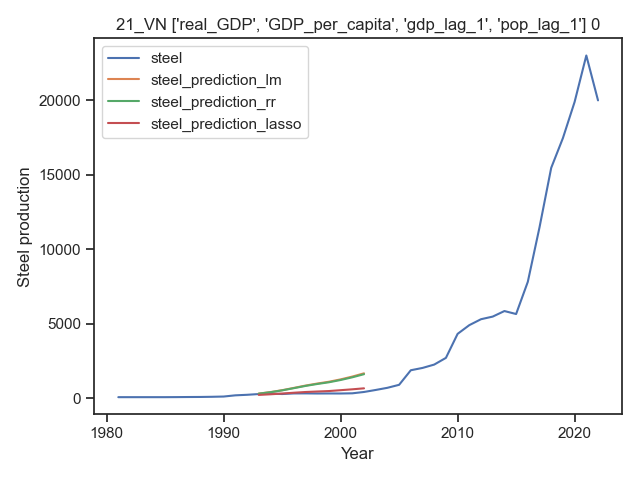 21_VN ['real_GDP', 'GDP_per_capita', 'gdp_lag_1', 'pop_lag_1'] 0
steel
steel_prediction_lm
steel_prediction_rr
steel_prediction_lasso
Steel production
20000
15000
10000
5000
0
1980 1990 2000 2010 2020
Year